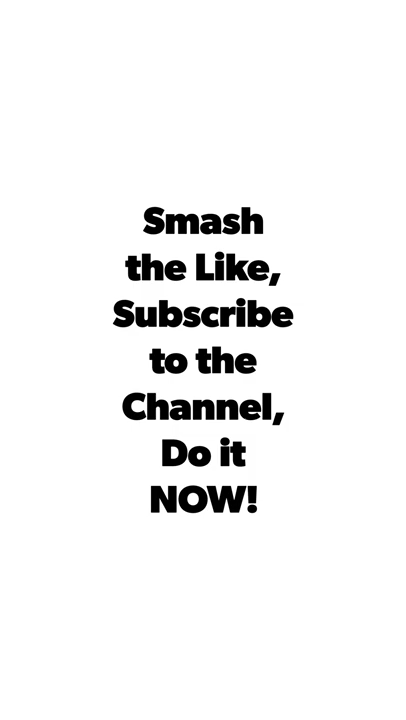 Smash
the Like,
Subscribe
to the
Channel,
Do it
NOW!